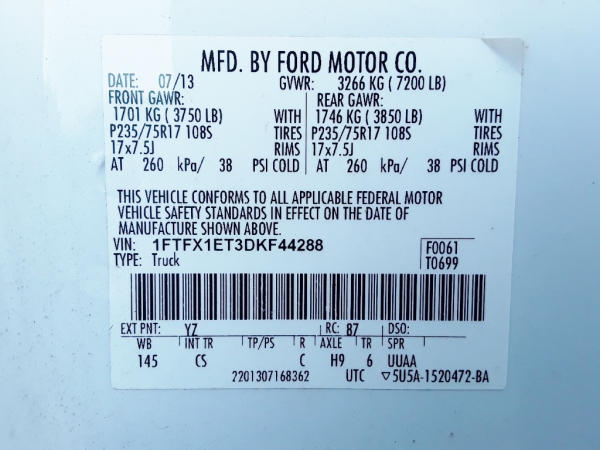 MFD. BY FORD MOTOR CO.
DATE: 07/13 GVWR: 3266 KG ( 7200 LB)
FRONT GAWR: REAR GAWR:
1701 KG ( 3750 LB) WITH 1746 KG ( 3850 LB) WITH
P235/75R17 108S TIRES P235/75R17 108S TIRES
17x7.5J RIMS 17x7.5J RIMS
AT 260 kPa/ 38 PSI COLD AT 260 kPa/ 38 PSI COLD
THIS VEHICLE CONFORMS TO ALL APPLICABLE FEDERAL MOTOR
VEHICLE SAFETY STANDARDS IN EFFECT ON THE DATE OF
MANUFACTURE SHOWN ABOVE.
VIN: 1FTFX1ET3DKF44288 F0061
TYPE: Truck T0699
EXT PNT: YZ RC: 87 DSO:
WB INT TR TP/PS R AXLE TR SPR
145 CS C H9 6 UUAA
2201307168362 UTC ▽5U5A-1520472-BA